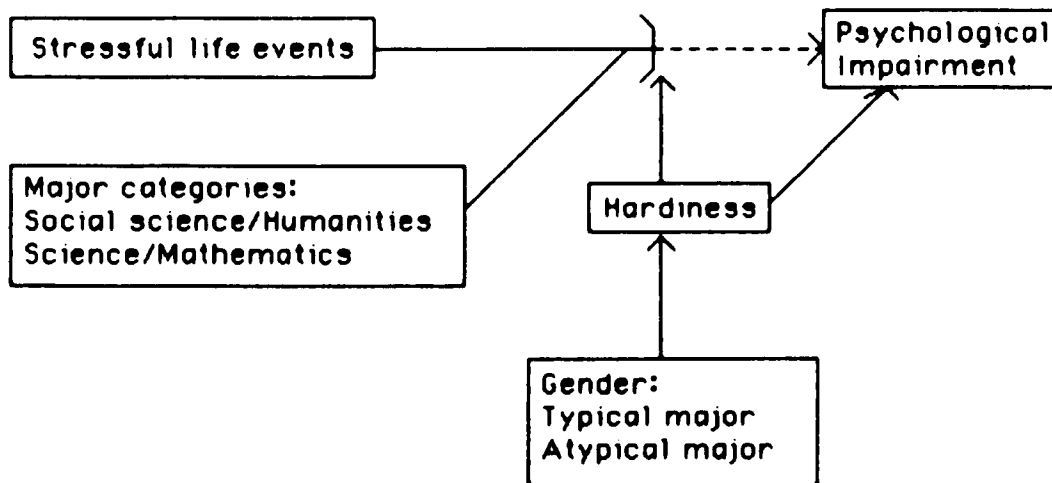 Stressful life events
Psychological
Impairment
Major categories:
Social science/Humanities
Science/Mathematics
Hardiness
Gender:
Typical major
Atypical major